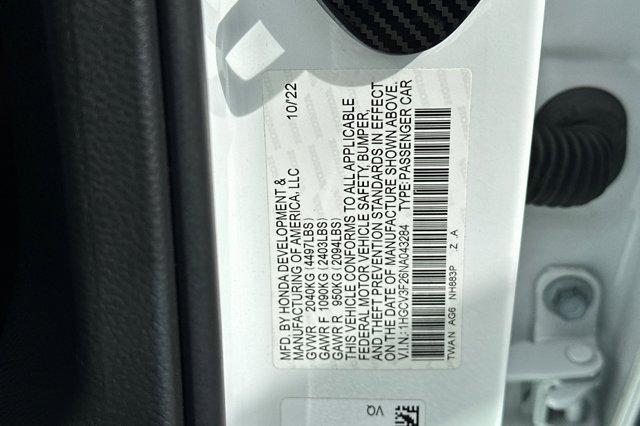 MFD. BY HONDA DEVELOPMENT & 10/22
MANUFACTURING OF AMERICA, LLC
GVWR 2040KG (4497LBS)
GAWR F 1090KG (2403LBS)
GAWR R 950KG (2094LBS)
THIS VEHICLE CONFORMS TO ALL APPLICABLE
FEDERAL MOTOR VEHICLE SAFETY, BUMPER,
AND THEFT PREVENTION STANDARDS IN EFFECT
ON THE DATE OF MANUFACTURE SHOWN ABOVE.
V.I.N.: 1HGCV3F26NA043284 TYPE: PASSENGER CAR
TWAN AG6 NH883P Z A
VQ